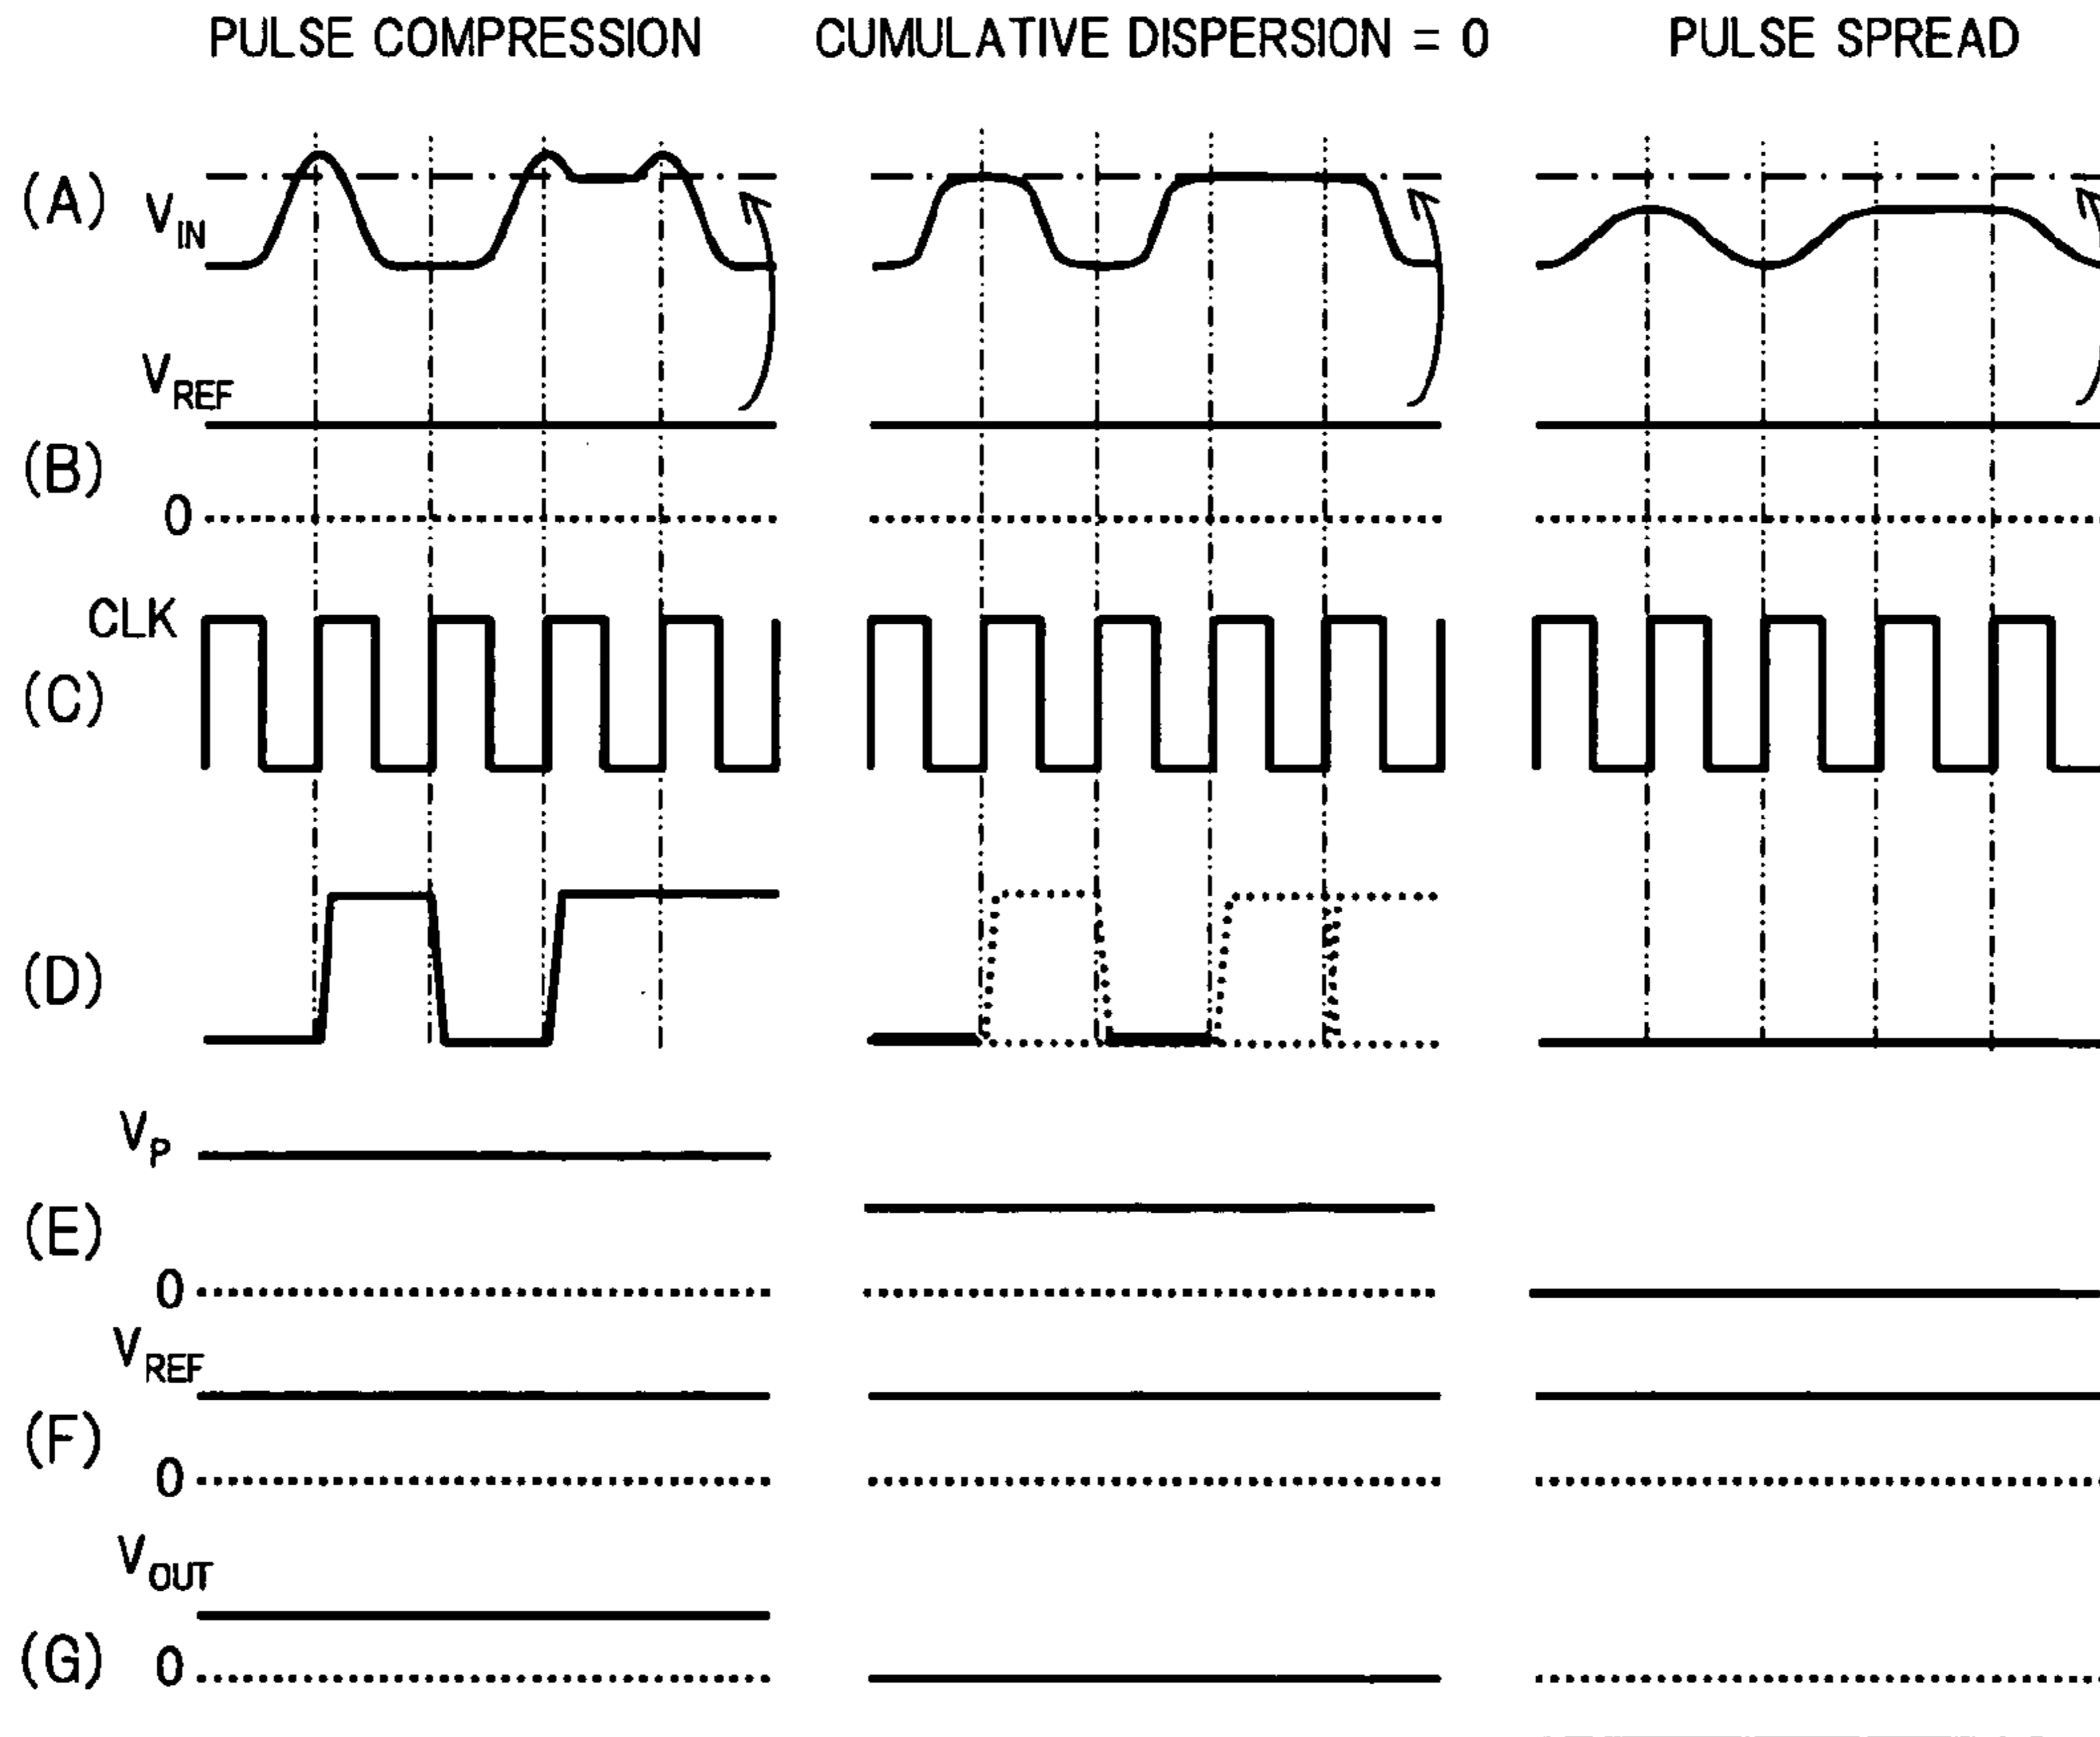 PULSE COMPRESSION CUMULATIVE DISPERSION = 0 PULSE SPREAD
(A) VIN
VREF
(B)
0
CLK
(C)
(D)
VP
(E)
0
VREF
(F)
0
VOUT
(G) 0